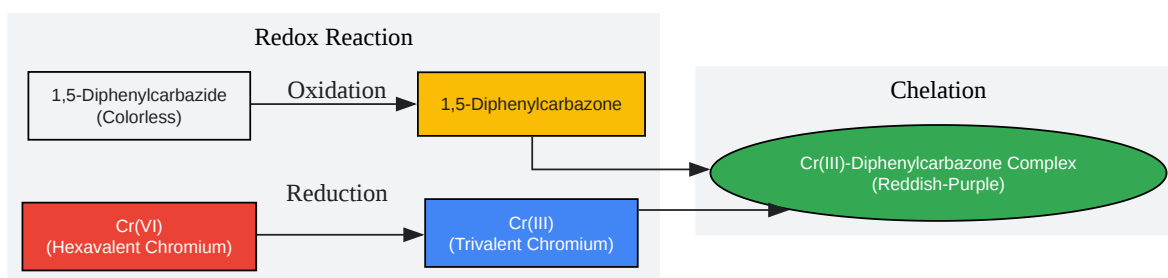 Redox Reaction
1,5-Diphenylcarbazide
(Colorless)
Oxidation
1,5-Diphenylcarbazone
Chelation
Cr(III)-Diphenylcarbazone Complex
(Reddish-Purple)
Reduction
Cr(VI)
(Hexavalent Chromium)
Cr(III)
(Trivalent Chromium)